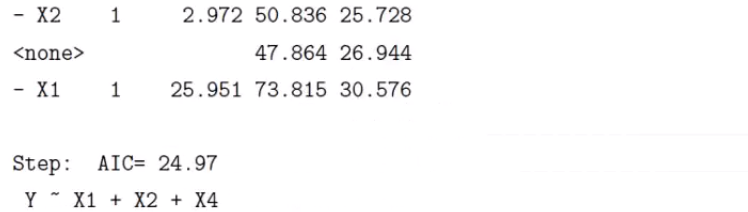 - X2 1 2.972 50.836 25.728
<none> 47.864 26.944
- X1 1 25.951 73.815 30.576
Step: AIC= 24.97
Y ~ X1 + X2 + X4